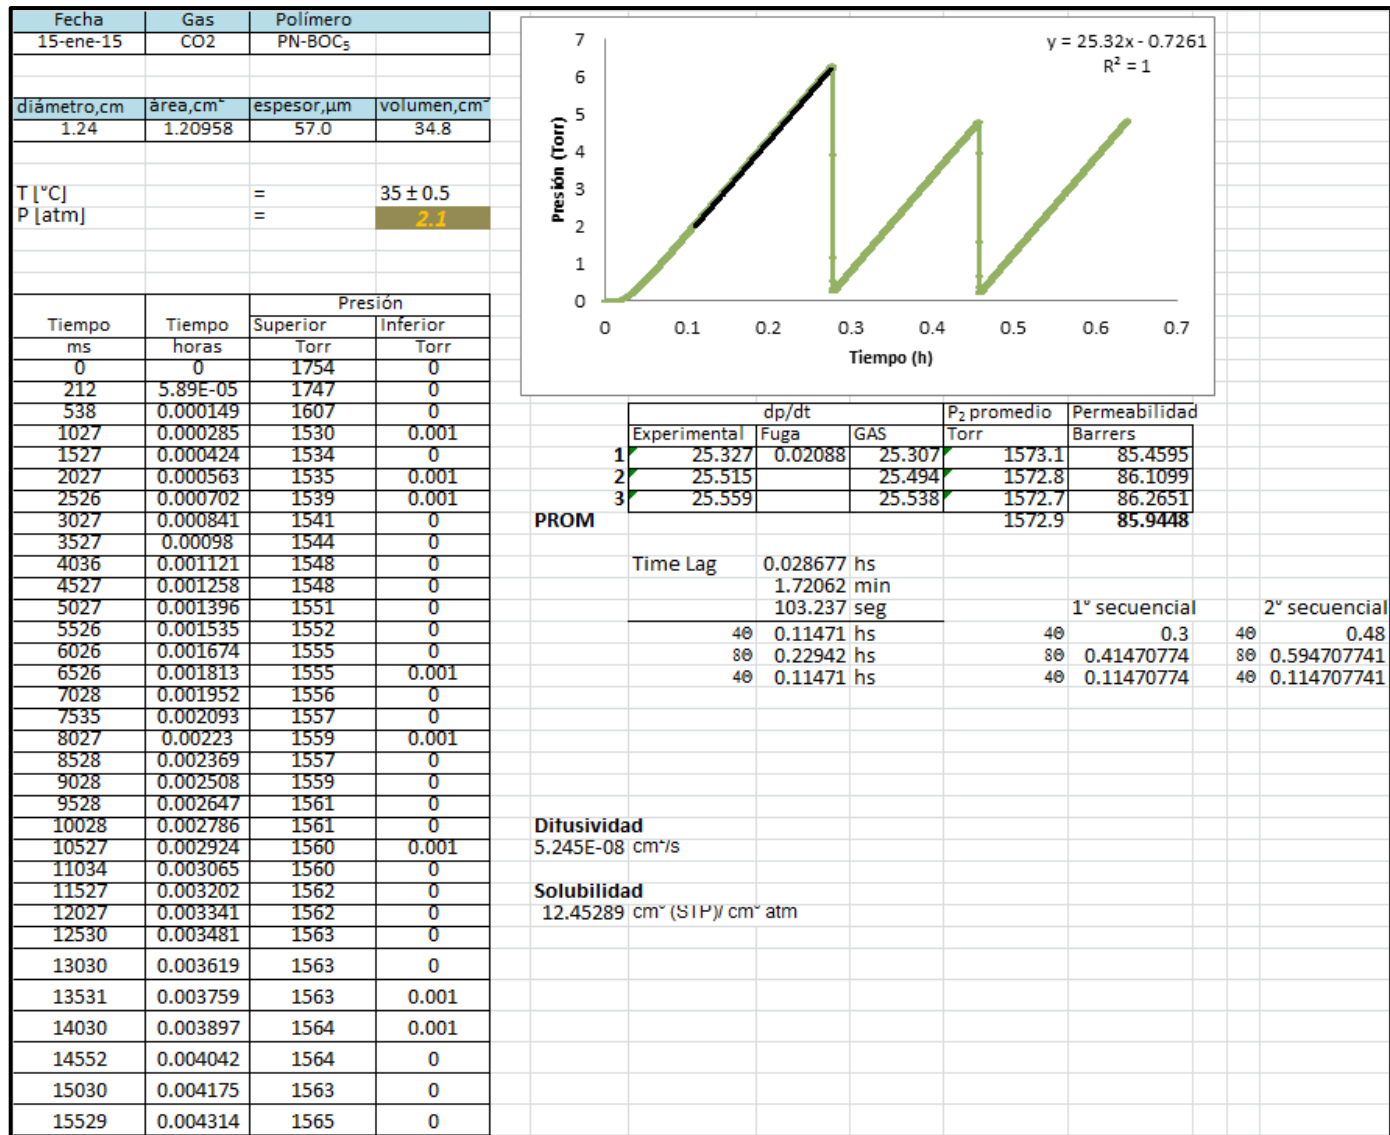 Fecha Gas Polímero
15-ene-15 CO2 PN-BOC₅
diámetro,cm área,cm² espesor,µm volumen,cm³
1.24 1.20958 57.0 34.8
T [°C] = 35 ± 0.5
P [atm] = 2.1
Presión
Tiempo Tiempo Superior Inferior
ms horas Torr Torr
0 0 1754 0
212 5.89E-05 1747 0
538 0.000149 1607 0
1027 0.000285 1530 0.001
1527 0.000424 1534 0
2027 0.000563 1535 0.001
2526 0.000702 1539 0.001
3027 0.000841 1541 0
3527 0.00098 1544 0
4036 0.001121 1548 0
4527 0.001258 1548 0
5027 0.001396 1551 0
5526 0.001535 1552 0
6026 0.001674 1555 0
6526 0.001813 1555 0.001
7028 0.001952 1556 0
7535 0.002093 1557 0
8027 0.00223 1559 0.001
8528 0.002369 1557 0
9028 0.002508 1559 0
9528 0.002647 1561 0
10028 0.002786 1561 0
10527 0.002924 1560 0.001
11034 0.003065 1560 0
11527 0.003202 1562 0
12027 0.003341 1562 0
12530 0.003481 1563 0
13030 0.003619 1563 0
13531 0.003759 1563 0.001
14030 0.003897 1564 0.001
14552 0.004042 1564 0
15030 0.004175 1563 0
15529 0.004314 1565 0
y = 25.32x - 0.7261
R² = 1
Presión (Torr)
7
6
5
4
3
2
1
0
0 0.1 0.2 0.3 0.4 0.5 0.6 0.7
Tiempo (h)
dp/dt P₂ promedio Permeabilidad
Experimental Fuga GAS Torr Barrers
1 25.327 0.02088 25.307 1573.1 85.4595
2 25.515 25.494 1572.8 86.1099
3 25.559 25.538 1572.7 86.2651
PROM 1572.9 85.9448
Time Lag 0.028677 hs
1.72062 min
103.237 seg 1° secuencial 2° secuencial
4θ 0.11471 hs 4θ 0.3 4θ 0.48
8θ 0.22942 hs 8θ 0.41470774 8θ 0.594707741
4θ 0.11471 hs 4θ 0.11470774 4θ 0.114707741
Difusividad
5.245E-08 cm²/s
Solubilidad
12.45289 cm³ (STP)/ cm³ atm